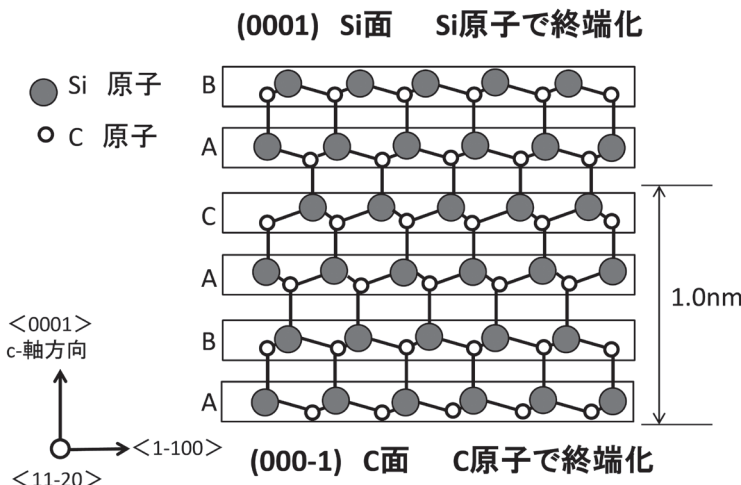 (0001) Si面 Si原子で終端化
Si 原子
C 原子
B
A
C
A
B
A
1.0nm
＜0001＞
c-軸方向
＜1-100＞
＜11-20＞
(000-1) C面 C原子で終端化